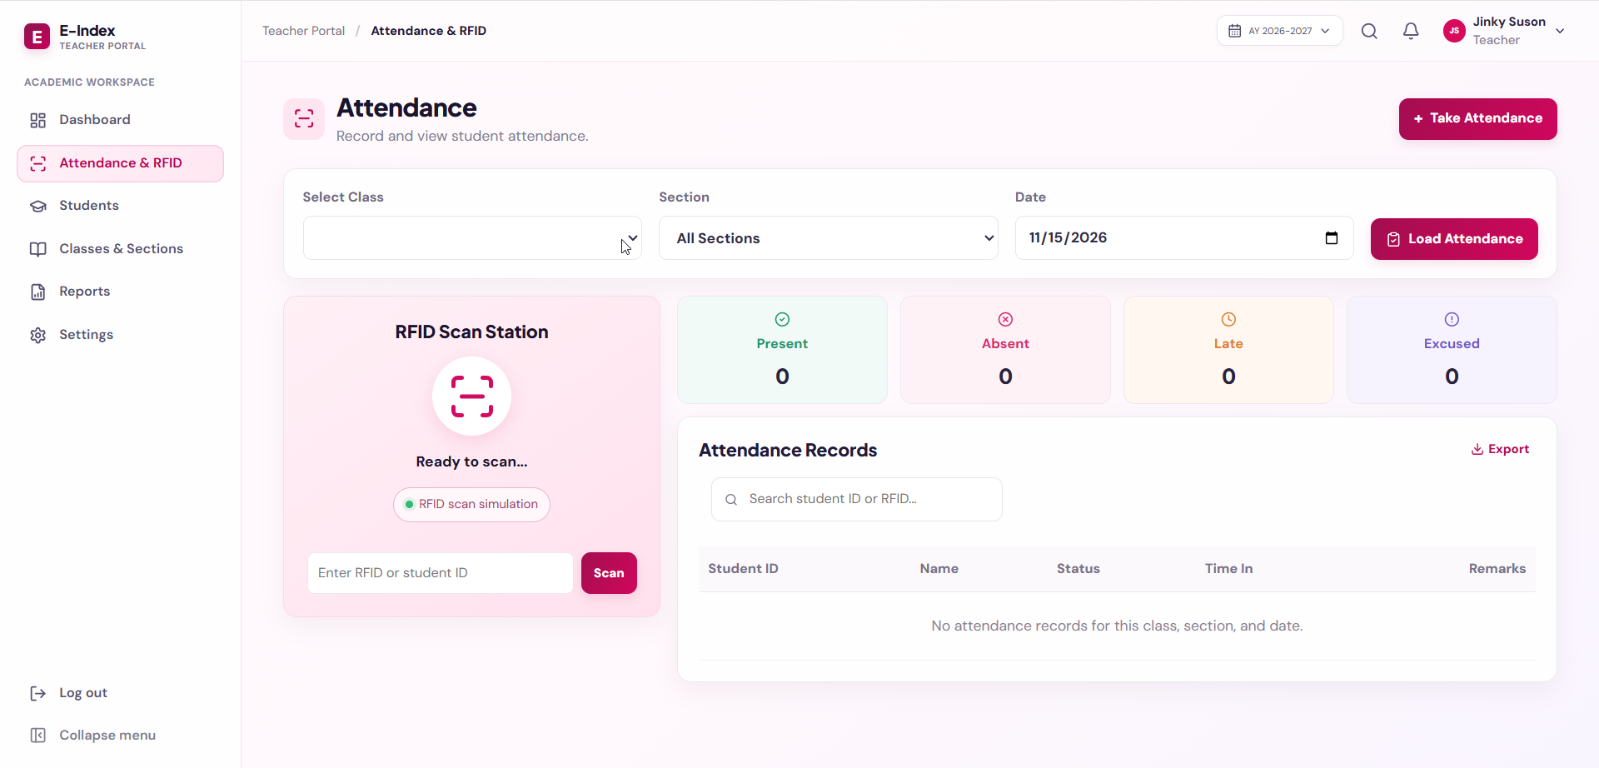 E
E-Index
TEACHER PORTAL
ACADEMIC WORKSPACE
Dashboard
Attendance & RFID
Students
Classes & Sections
Reports
Settings
Log out
Collapse menu
Teacher Portal / Attendance & RFID
AY 2026-2027
JS
Jinky Suson
Teacher
Attendance
Record and view student attendance.
+ Take Attendance
Select Class
Section
All Sections
Date
11/15/2026
Load Attendance
RFID Scan Station
Ready to scan...
RFID scan simulation
Enter RFID or student ID
Scan
Present
0
Absent
0
Late
0
Excused
0
Attendance Records
Export
Search student ID or RFID...
Student ID Name Status Time In Remarks
No attendance records for this class, section, and date.